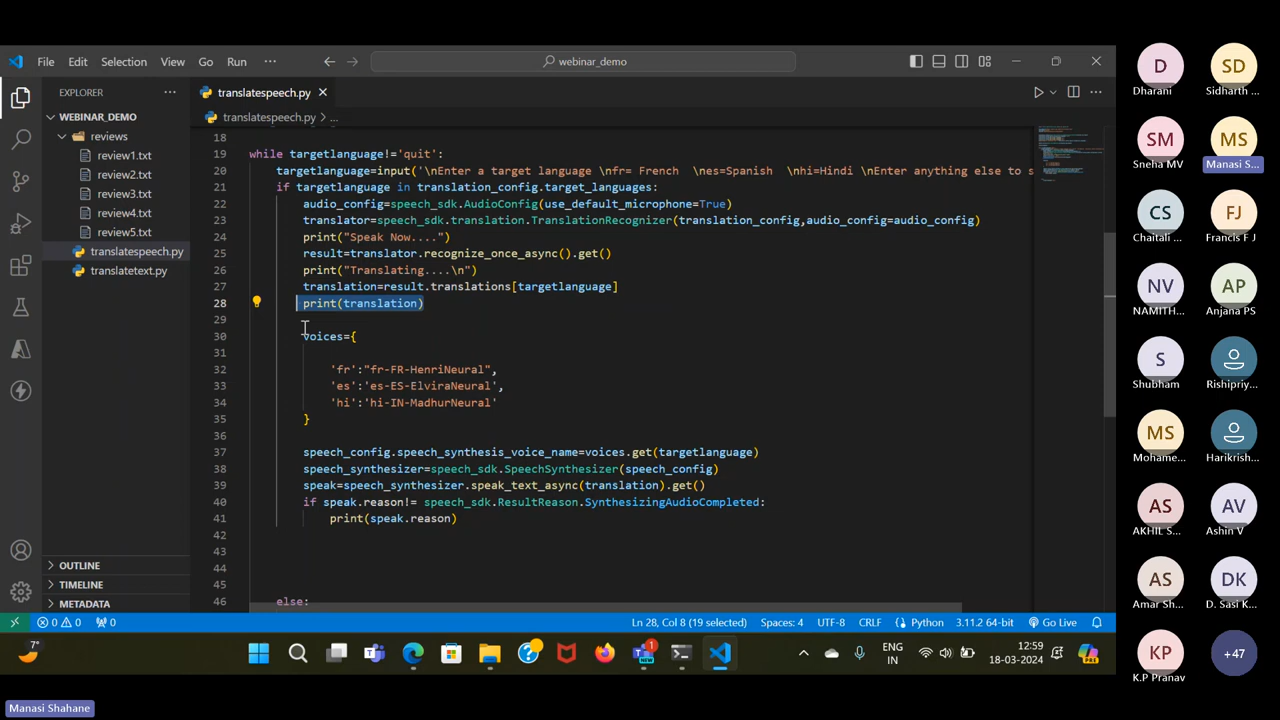 File Edit Selection View Run ... webinar_demo
EXPLORER ... translatespeech.py
WEBINAR_DEMO translatespeech.py > ...
reviews
review1.txt
review2.txt
review3.txt
review4.txt
review5.txt
translatespeech.py
translatetext.py
OUTLINE
TIMELINE
METADATA
18
19 while targetlanguage!='quit':
20 targetlanguage=input('\nEnter a target language \nfr= French \nes=Spanish \nhi=Hindi \nEnter anything else to s
21 if targetlanguage in translation_config.target_languages:
22 audio_config=speech_sdk.AudioConfig(use_default_microphone=True)
23 translator=speech_sdk.translation.TranslationRecognizer(translation_config,audio_config=audio_config)
24 print("Speak Now....")
25 result=translator.recognize_once_async().get()
26 print("Translating....\n")
27 translation=result.translations[targetlanguage]
28 print(translation)
29
30 voices={
31
32 'fr':"fr-FR-HenriNeural",
33 'es':'es-ES-ElviraNeural',
34 'hi':'hi-IN-MadhurNeural'
35 }
36
37 speech_config.speech_synthesis_voice_name=voices.get(targetlanguage)
38 speech_synthesizer=speech_sdk.SpeechSynthesizer(speech_config)
39 speak=speech_synthesizer.speak_text_async(translation).get()
40 if speak.reason!= speech_sdk.ResultReason.SynthesizingAudioCompleted:
41 print(speak.reason)
42
43
44
45
46 else:
0 0 0 Ln 28, Col 8 (19 selected) Spaces: 4 UTF-8 CRLF Python 3.11.2 64-bit Go Live
7° ENG 12:59
IN 18-03-2024
NEW
PRE
1
Manasi Shahane
D SD
Dharani Sidharth ...
SM MS
Sneha MV Manasi S...
CS FJ
Chaitali ... Francis F J
NV AP
NAMITH... Anjana PS
S
Shubham Rishipriy...
MS
Mohame... Harikrish...
AS AV
AKHIL S... Ashin V
AS DK
Amar Sh... D. Sasi K...
KP +47
K.P Pranav